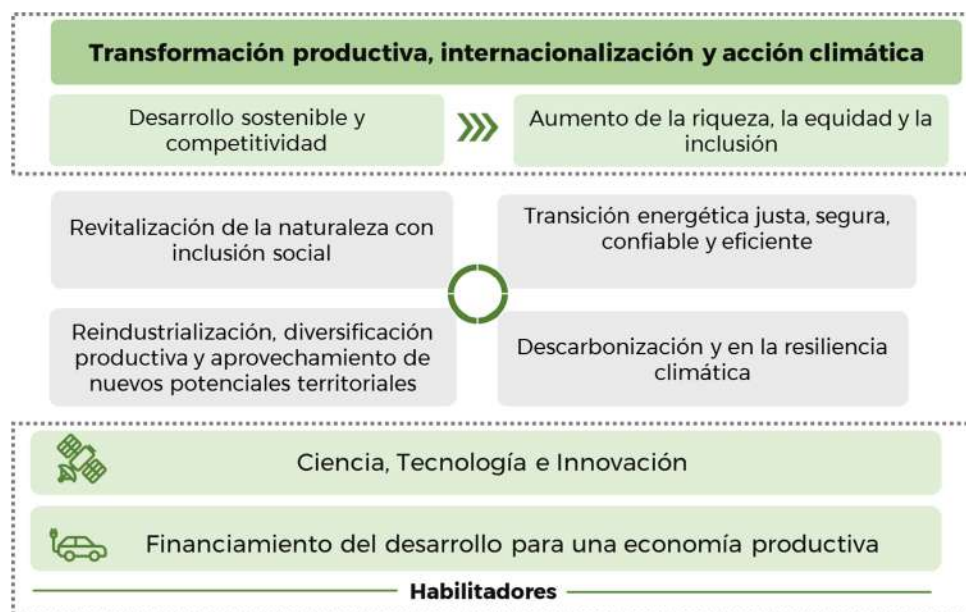 Transformación productiva, internacionalización y acción climática
Desarrollo sostenible y
competitividad
Aumento de la riqueza, la equidad y la
inclusión
Revitalización de la naturaleza con
inclusión social
Transición energética justa, segura,
confiable y eficiente
Reindustrialización, diversificación
productiva y aprovechamiento de
nuevos potenciales territoriales
Descarbonización y en la resiliencia
climática
Ciencia, Tecnología e Innovación
Financiamiento del desarrollo para una economía productiva
Habilitadores